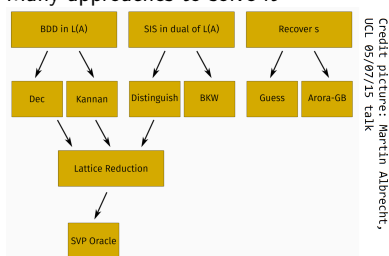 many approaches to solve it
BDD in L(A) SIS in dual of L(A) Recover s
Dec Kannan Distinguish BKW Guess Arora-GB
Lattice Reduction
SVP Oracle
Credit picture: Martin Albrecht,
UCL 05/07/15 talk